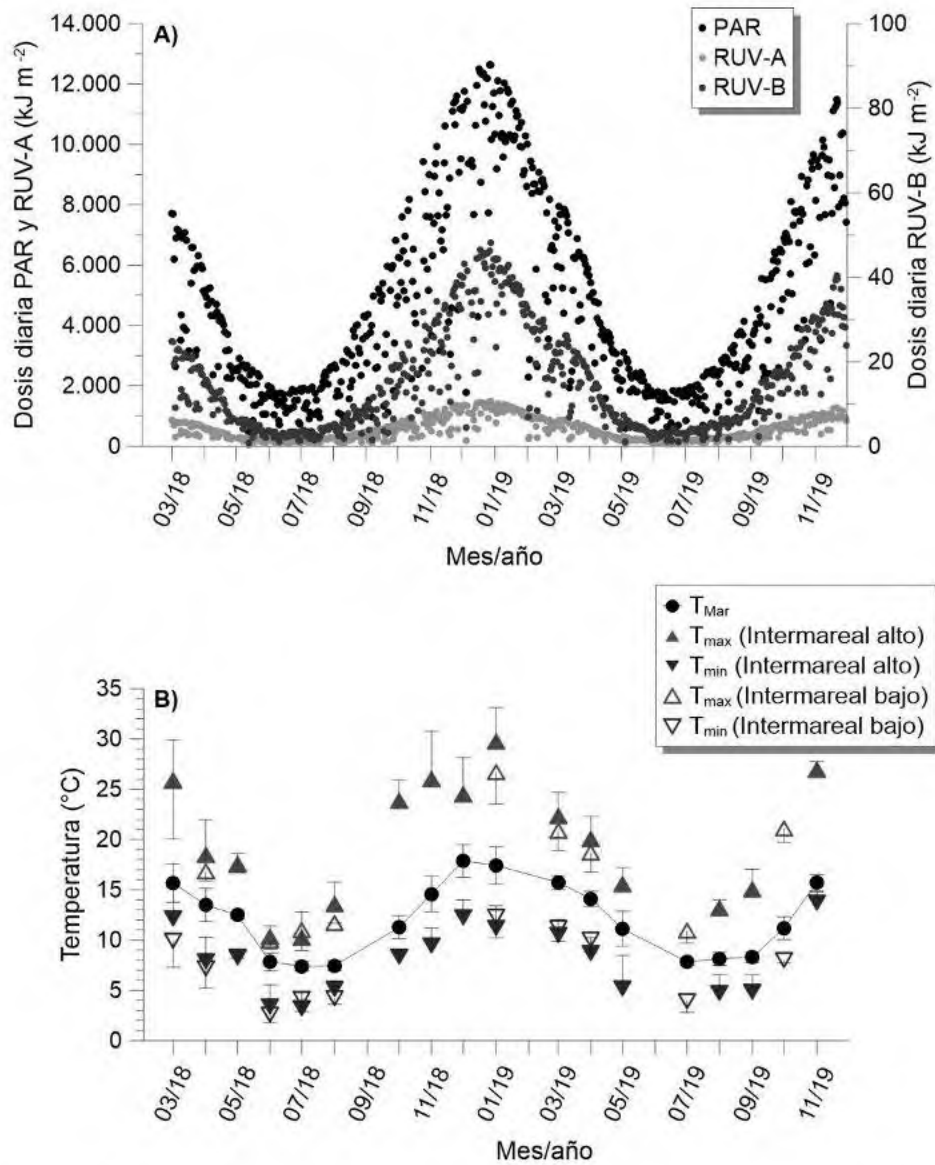 A)
PAR
RUV-A
RUV-B
Dosis diaria PAR y RUV-A (kJ m⁻²)
14.000
12.000
10.000
8.000
6.000
4.000
2.000
0
100
80
60
40
20
0
Dosis diaria RUV-B (kJ m⁻²)
03/18
05/18
07/18
09/18
11/18
01/19
03/19
05/19
07/19
09/19
11/19
Mes/año
T_Mar
T_max (Intermareal alto)
T_min (Intermareal alto)
T_max (Intermareal bajo)
T_min (Intermareal bajo)
B)
Temperatura (°C)
35
30
25
20
15
10
5
0
03/18
05/18
07/18
09/18
11/18
01/19
03/19
05/19
07/19
09/19
11/19
Mes/año